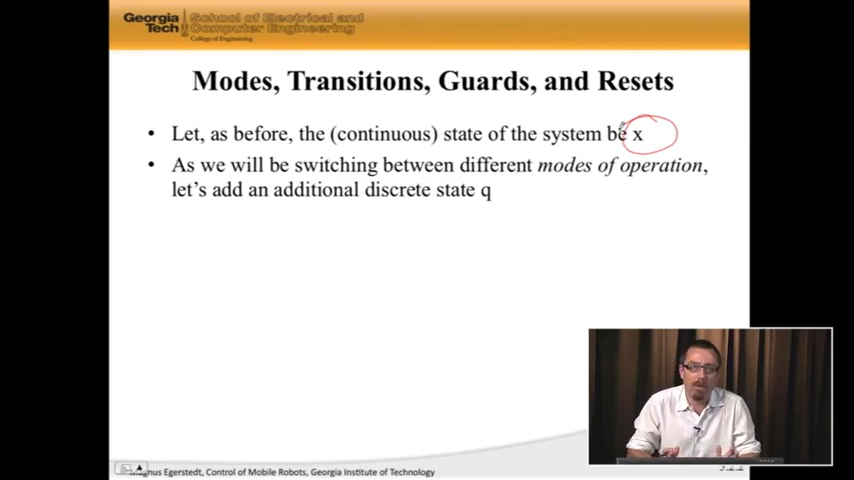 Georgia Tech
School of Electrical and Computer Engineering
College of Engineering
Modes, Transitions, Guards, and Resets
• Let, as before, the (continuous) state of the system be x
• As we will be switching between different modes of operation,
let's add an additional discrete state q
Magnus Egerstedt, Control of Mobile Robots, Georgia Institute of Technology